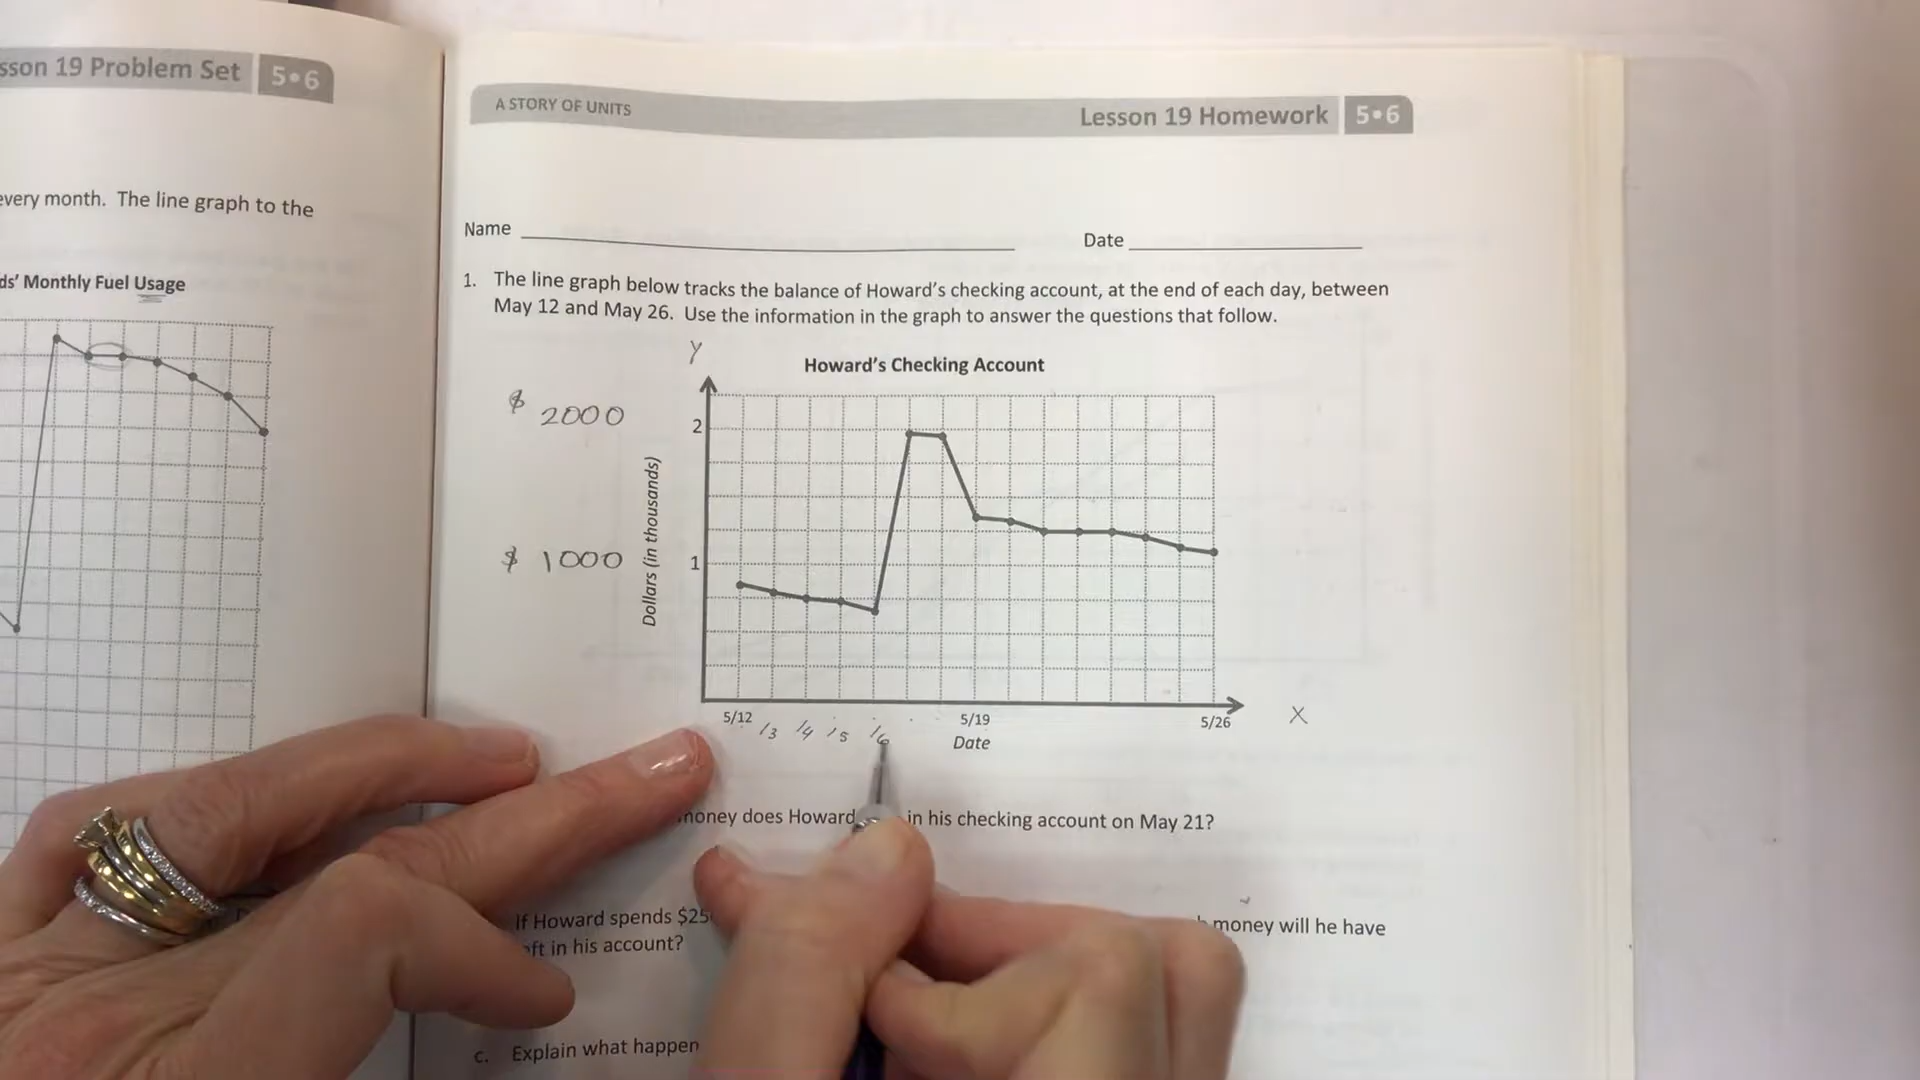 sson 19 Problem Set 5•6
every month. The line graph to the
ds' Monthly Fuel Usage
A STORY OF UNITS
Lesson 19 Homework 5•6
Name
Date
1. The line graph below tracks the balance of Howard's checking account, at the end of each day, between
May 12 and May 26. Use the information in the graph to answer the questions that follow.
Y
Howard's Checking Account
$ 2000
2
Dollars (in thousands)
$ 1000
1
5/12 13 14 15 16 5/19 5/26
X
Date
money does Howard in his checking account on May 21?
If Howard spends $25 money will he have
left in his account?
c. Explain what happen